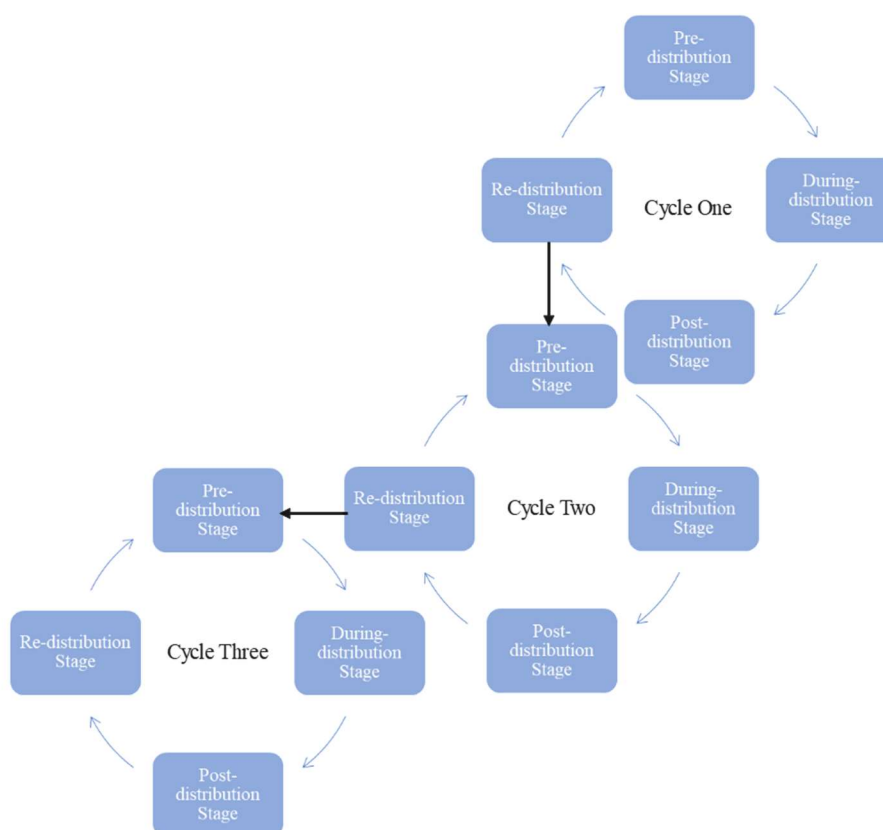 Pre-
distribution
Stage
Re-distribution
Stage
Cycle One
During-
distribution
Stage
Post-
distribution
Stage
Pre-
distribution
Stage
Re-distribution
Stage
Cycle Two
During-
distribution
Stage
Post-
distribution
Stage
Pre-
distribution
Stage
Re-distribution
Stage
Cycle Three
During-
distribution
Stage
Post-
distribution
Stage